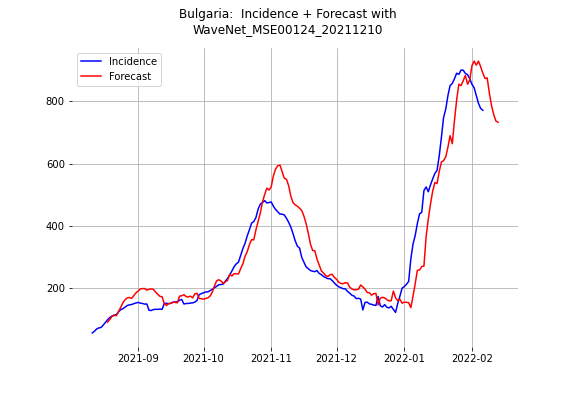 Bulgaria:  Incidence + Forecast with
WaveNet_MSE00124_20211210
Incidence
Forecast
800
600
400
200
2021-09 2021-10 2021-11 2021-12 2022-01 2022-02